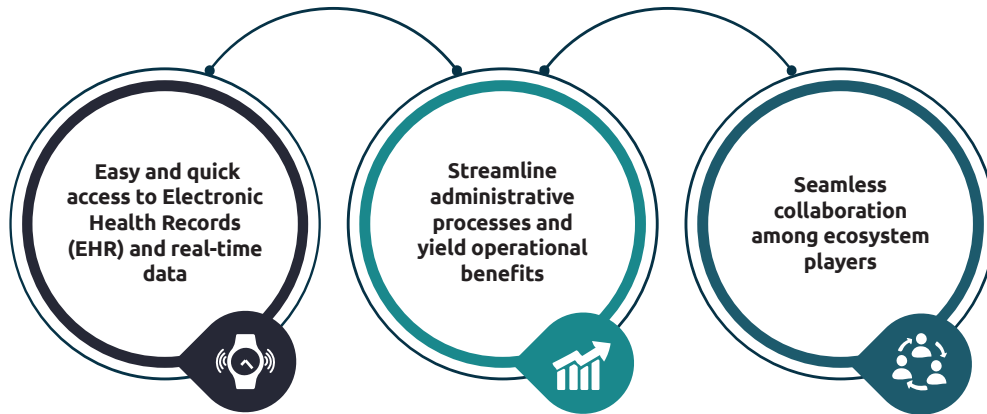 Easy and quick
access to Electronic
Health Records
(EHR) and real-time
data
Streamline
administrative
processes and
yield operational
benefits
Seamless
collaboration
among ecosystem
players